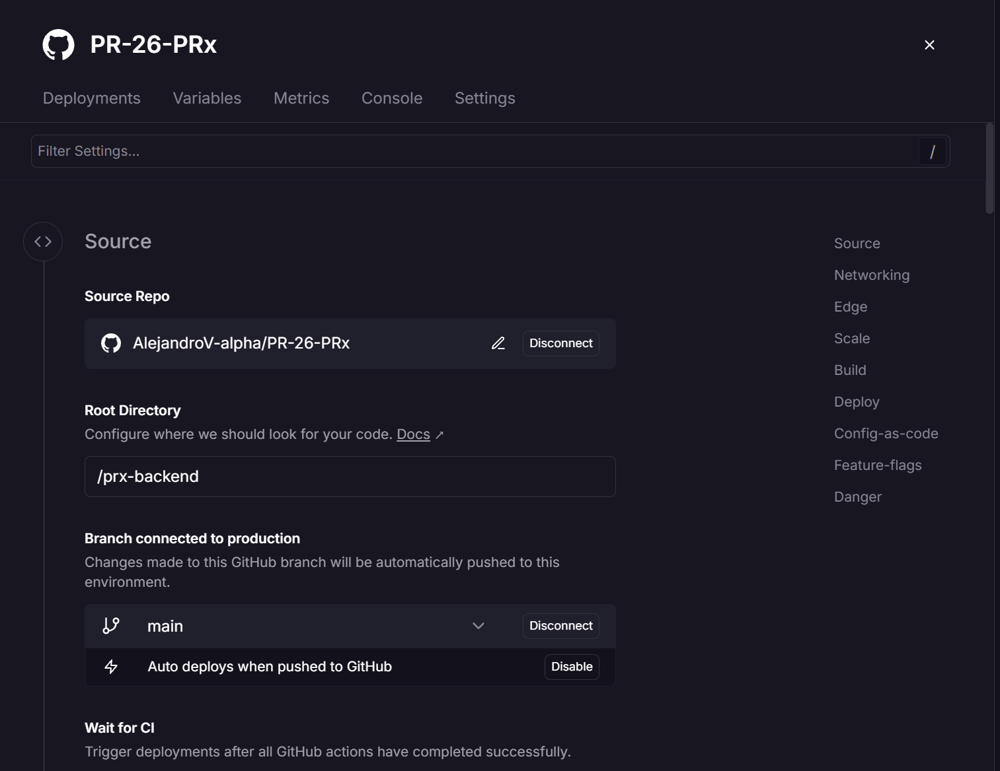 PR-26-PRx
Deployments
Variables
Metrics
Console
Settings
Filter Settings...
/
Source
Source Repo
AlejandroV-alpha/PR-26-PRx
Disconnect
Root Directory
Configure where we should look for your code. Docs ↗
/prx-backend
Branch connected to production
Changes made to this GitHub branch will be automatically pushed to this
environment.
main
Disconnect
Auto deploys when pushed to GitHub
Disable
Wait for CI
Trigger deployments after all GitHub actions have completed successfully.
Source
Networking
Edge
Scale
Build
Deploy
Config-as-code
Feature-flags
Danger